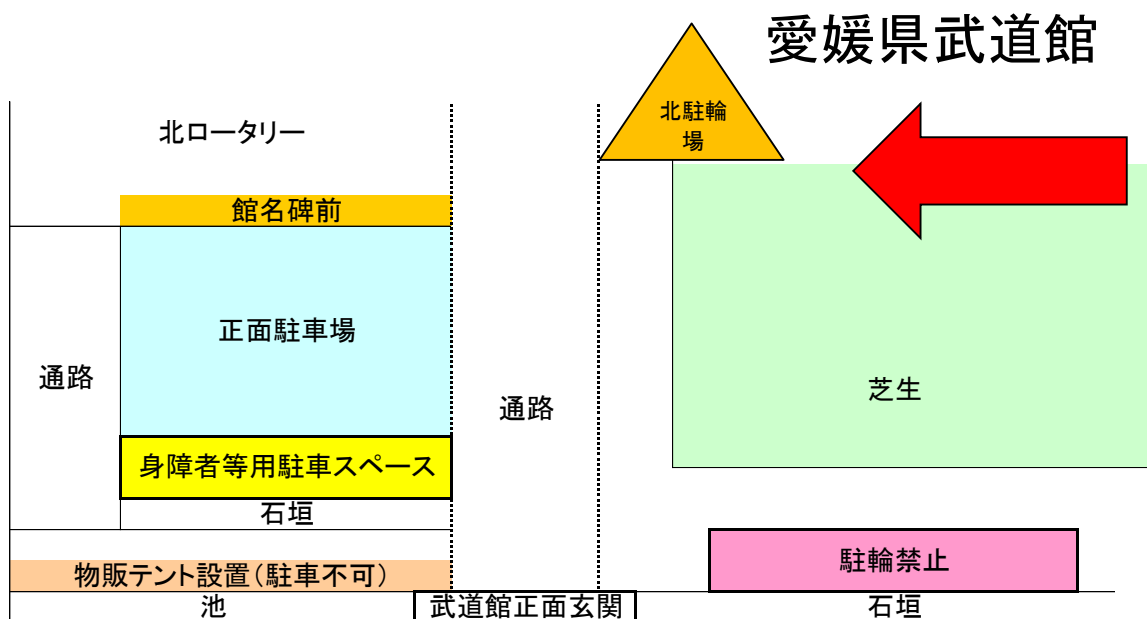 愛媛県武道館
北駐輪
場
北ロータリー
館名碑前
正面駐車場
通路
通路
芝生
身障者等用駐車スペース
石垣
駐輪禁止
物販テント設置(駐車不可)
池
武道館正面玄関
石垣